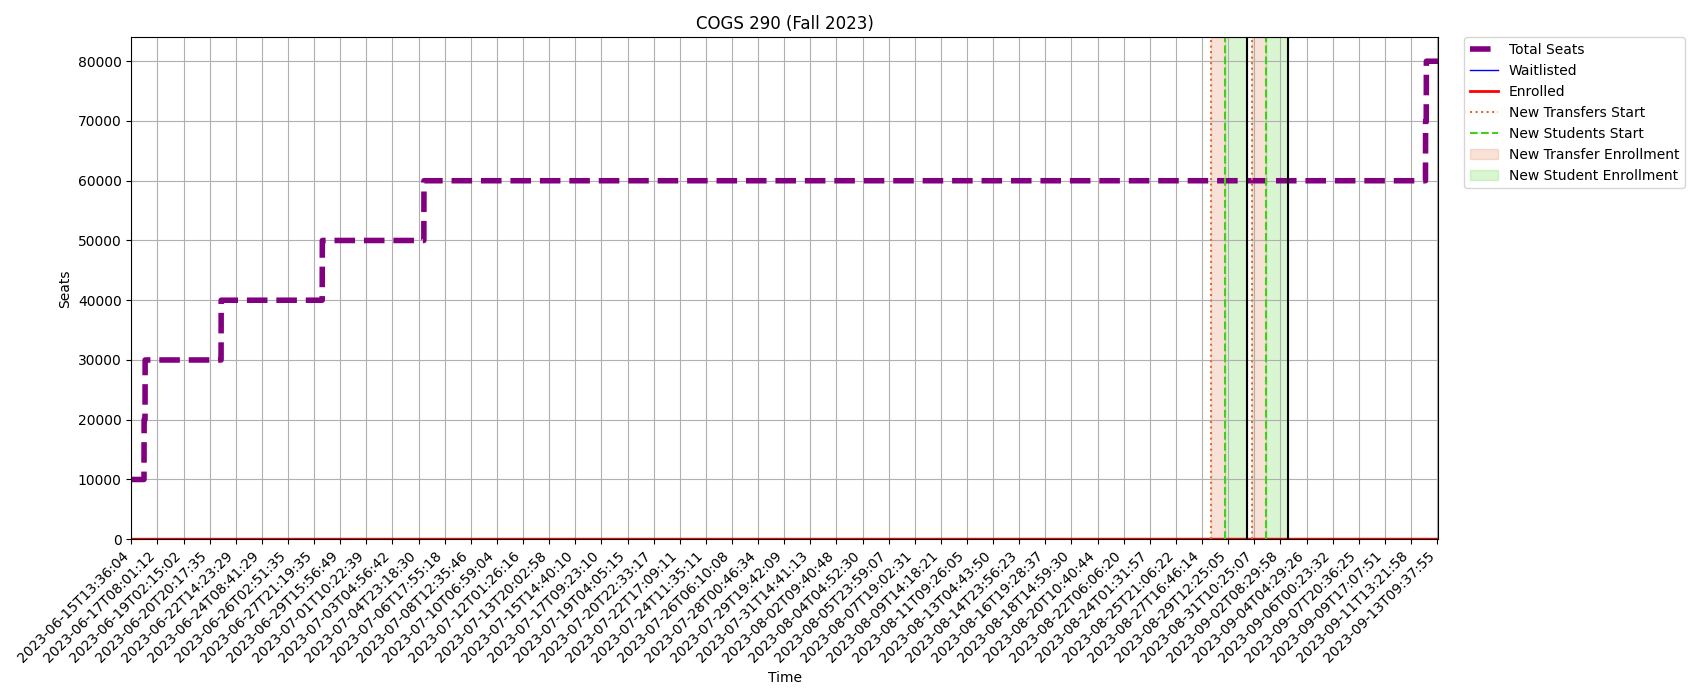 COGS 290 (Fall 2023)
Total Seats
Waitlisted
Enrolled
New Transfers Start
New Students Start
New Transfer Enrollment
New Student Enrollment
Seats
80000
70000
60000
50000
40000
30000
20000
10000
0
2023-06-15T13:36:04
2023-06-17T08:01:12
2023-06-19T02:15:02
2023-06-20T20:17:35
2023-06-22T14:23:29
2023-06-24T08:41:29
2023-06-26T02:51:35
2023-06-27T21:19:35
2023-06-29T15:56:49
2023-07-01T10:22:39
2023-07-03T04:56:42
2023-07-04T23:18:30
2023-07-06T17:55:18
2023-07-08T12:35:46
2023-07-10T06:59:04
2023-07-12T01:26:16
2023-07-13T20:02:58
2023-07-15T14:40:10
2023-07-17T09:23:10
2023-07-19T04:05:15
2023-07-20T22:33:17
2023-07-22T17:09:11
2023-07-24T11:35:11
2023-07-26T06:10:08
2023-07-28T00:46:34
2023-07-29T19:42:09
2023-07-31T14:41:13
2023-08-02T09:40:48
2023-08-04T04:52:30
2023-08-05T23:59:07
2023-08-07T19:02:31
2023-08-09T14:18:21
2023-08-11T09:26:05
2023-08-13T04:43:50
2023-08-14T23:56:23
2023-08-16T19:28:37
2023-08-18T14:59:30
2023-08-20T10:40:44
2023-08-22T06:06:20
2023-08-24T01:31:57
2023-08-25T21:06:22
2023-08-27T16:46:14
2023-08-29T12:25:05
2023-08-31T10:25:07
2023-09-02T08:29:58
2023-09-04T04:29:26
2023-09-06T00:23:32
2023-09-07T20:36:25
2023-09-09T17:07:51
2023-09-11T13:21:58
2023-09-13T09:37:55
Time